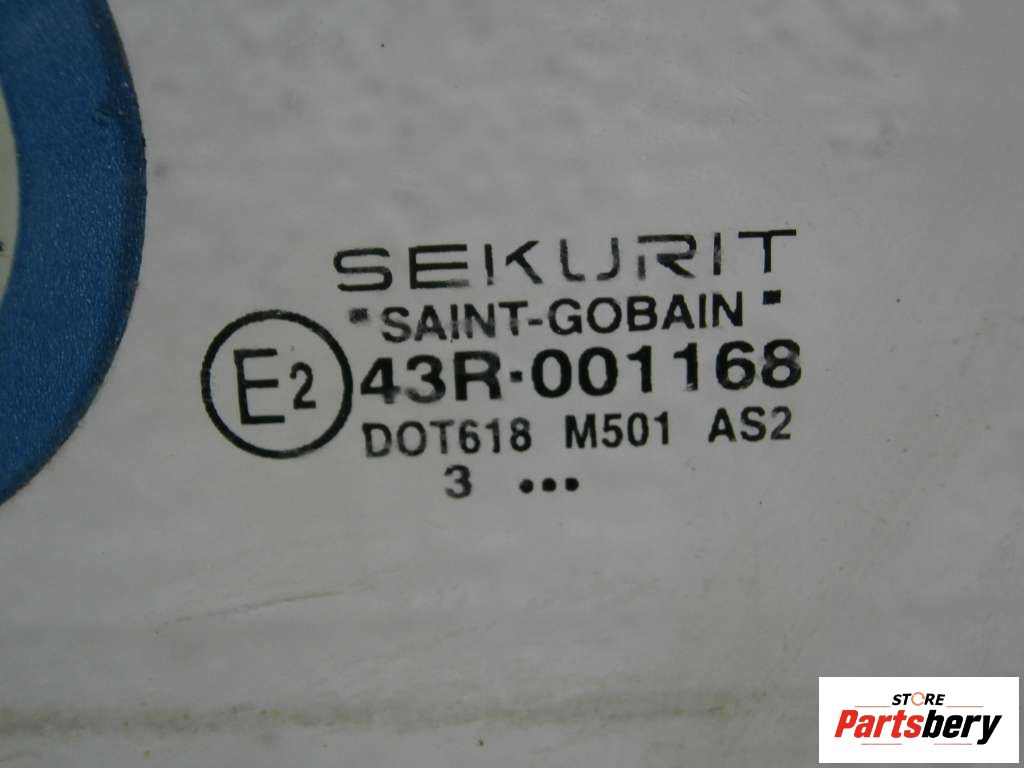 SEKURIT
"SAINT-GOBAIN"
E2
43R·001168
DOT618 M501 AS2
3 ...
STORE
Partsbery